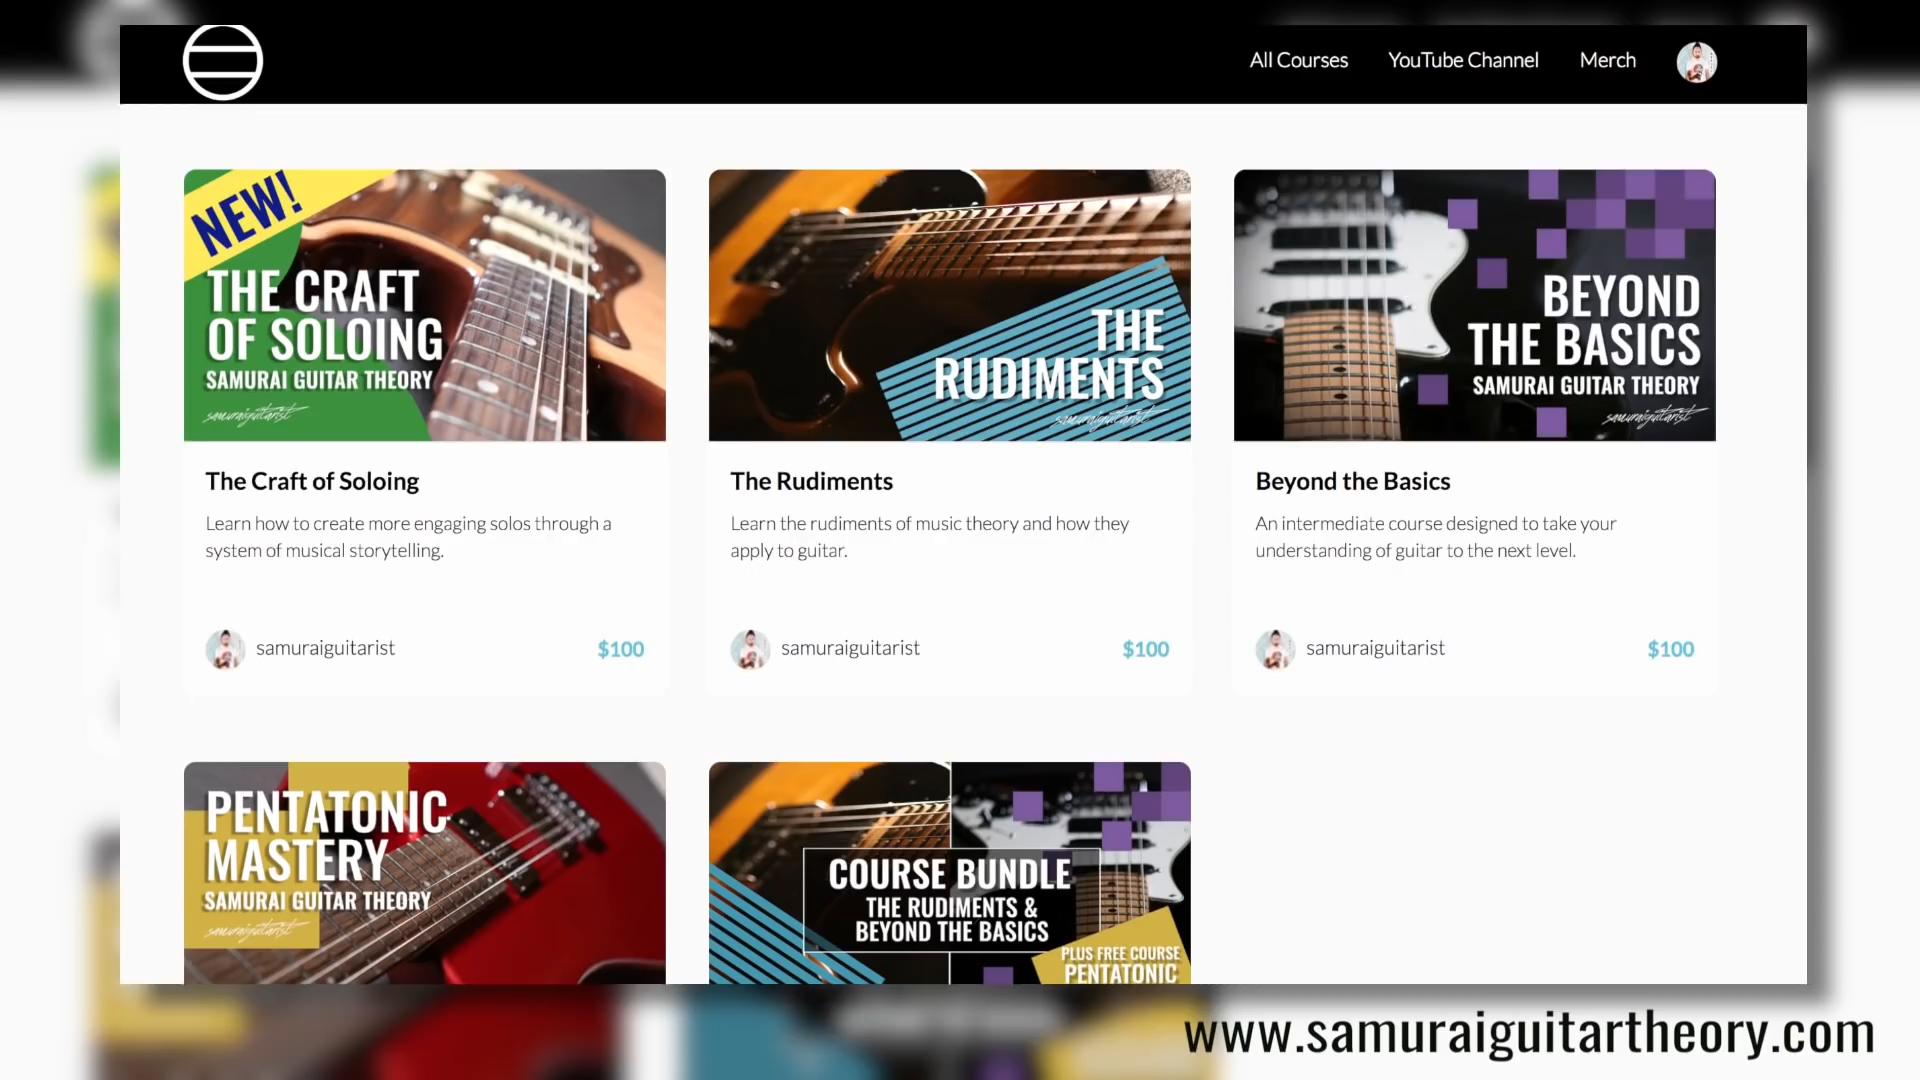 All Courses YouTube Channel Merch
NEW!
THE CRAFT
OF SOLOING
SAMURAI GUITAR THEORY
samuraiguitarist
THE
RUDIMENTS
samuraiguitarist
BEYOND
THE BASICS
SAMURAI GUITAR THEORY
samuraiguitarist
The Craft of Soloing
Learn how to create more engaging solos through a
system of musical storytelling.
samuraiguitarist $100
The Rudiments
Learn the rudiments of music theory and how they
apply to guitar.
samuraiguitarist $100
Beyond the Basics
An intermediate course designed to take your
understanding of guitar to the next level.
samuraiguitarist $100
PENTATONIC
MASTERY
SAMURAI GUITAR THEORY
samuraiguitarist
COURSE BUNDLE
THE RUDIMENTS &
BEYOND THE BASICS
PLUS FREE COURSE
PENTATONIC
www.samuraiguitartheory.com